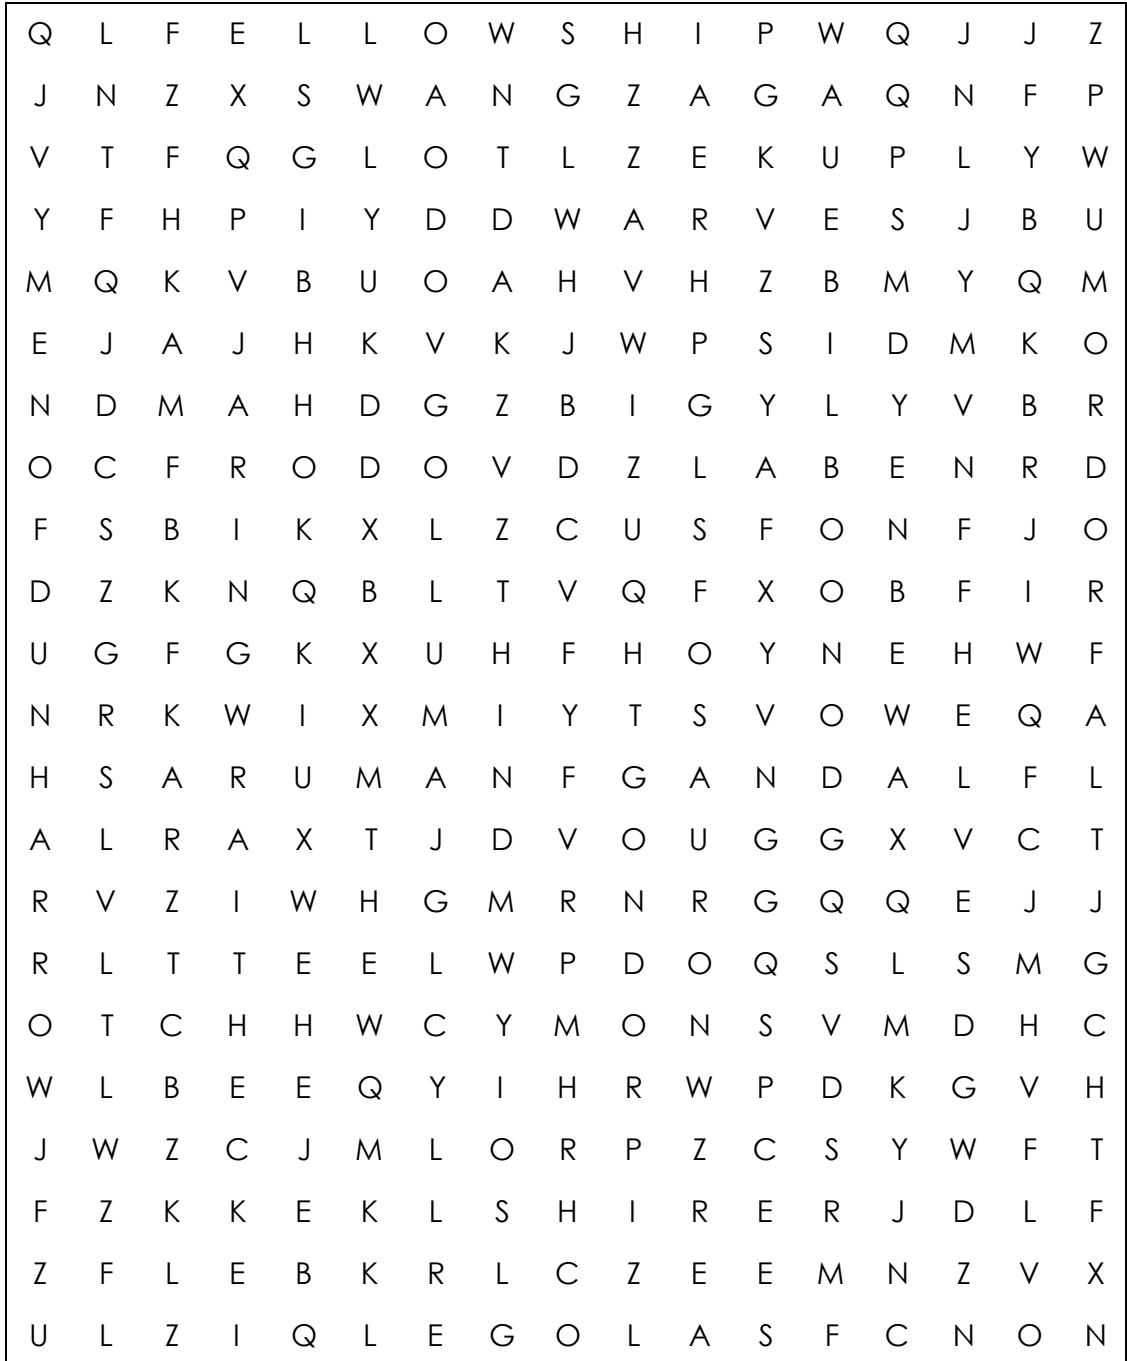 Q L F E L L O W S H I P W Q J J Z
J N Z X S W A N G Z A G A Q N F P
V T F Q G L O T L Z E K U P L Y W
Y F H P I Y D D W A R V E S J B U
M Q K V B U O A H V H Z B M Y Q M
E J A J H K V K J W P S I D M K O
N D M A H D G Z B I G Y L Y V B R
O C F R O D O V D Z L A B E N R D
F S B I K X L Z C U S F O N F J O
D Z K N Q B L T V Q F X O B F I R
U G F G K X U H F H O Y N E H W F
N R K W I X M I Y T S V O W E Q A
H S A R U M A N F G A N D A L F L
A L R A X T J D V O U G G X V C T
R V Z I W H G M R N R G Q Q E J J
R L T T E E L W P D O Q S L S M G
O T C H H W C Y M O N S V M D H C
W L B E E Q Y I H R W P D K G V H
J W Z C J M L O R P Z C S Y W F T
F Z K K E K L S H I R E R J D L F
Z F L E B K R L C Z E E M N Z V X
U L Z I Q L E G O L A S F C N O N